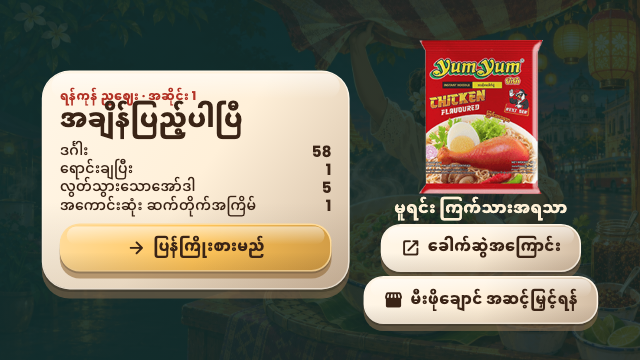 ရန်ကုန် ညဈေး · အဆိုင်း 1
အချိန်ပြည့်ပါပြီ
ဒင်္ဂါး 58
ရောင်းချပြီး 1
လွတ်သွားသောအော်ဒါ 5
အကောင်းဆုံး ဆက်တိုက်အကြိမ် 1
→ ပြန်ကြိုးစားမည်
YumYum
INSTANT NOODLE
CHICKEN
FLAVOURED
မူရင်း ကြက်သားအရသာ
ခေါက်ဆွဲအကြောင်း
မီးဖိုချောင် အဆင့်မြှင့်ရန်